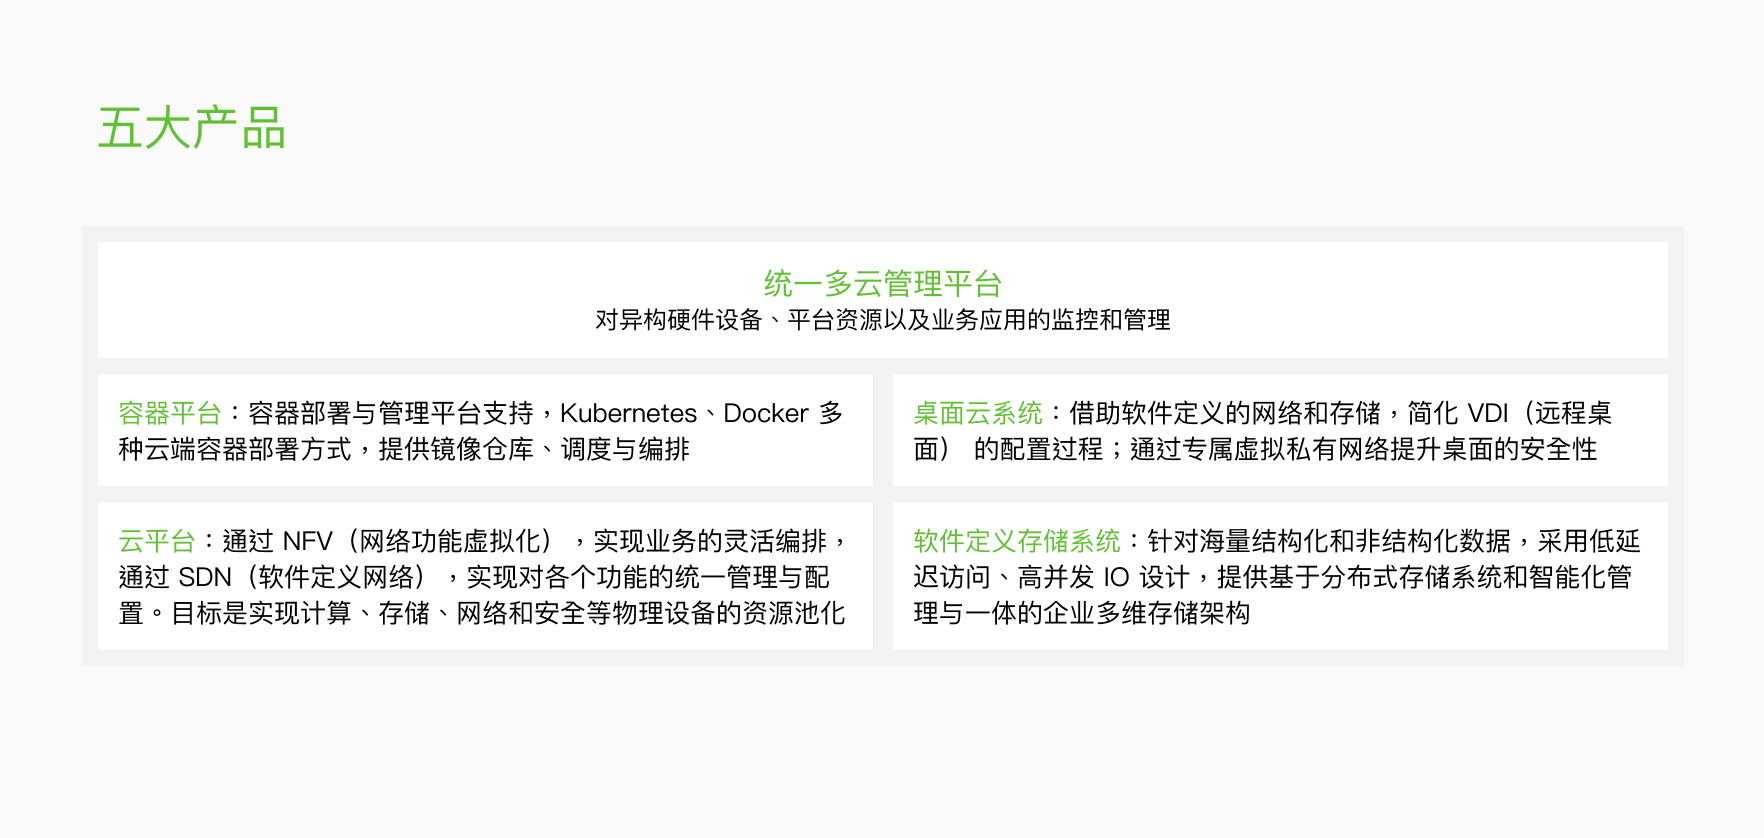 五大产品
统一多云管理平台
对异构硬件设备、平台资源以及业务应用的监控和管理
容器平台：容器部署与管理平台支持，Kubernetes、Docker 多
种云端容器部署方式，提供镜像仓库、调度与编排
桌面云系统：借助软件定义的网络和存储，简化 VDI（远程桌
面） 的配置过程；通过专属虚拟私有网络提升桌面的安全性
云平台：通过 NFV（网络功能虚拟化），实现业务的灵活编排，
通过 SDN（软件定义网络），实现对各个功能的统一管理与配
置。目标是实现计算、存储、网络和安全等物理设备的资源池化
软件定义存储系统：针对海量结构化和非结构化数据，采用低延
迟访问、高并发 IO 设计，提供基于分布式存储系统和智能化管
理与一体的企业多维存储架构